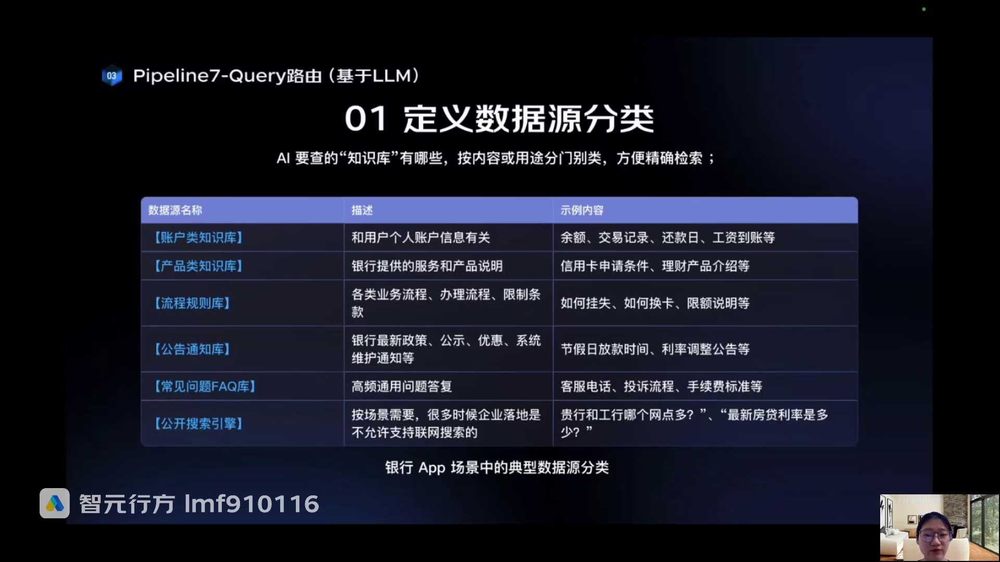 03 Pipeline7-Query路由（基于LLM）
01 定义数据源分类
AI 要查的“知识库”有哪些，按内容或用途分门别类，方便精确检索；
数据源名称 描述 示例内容
【账户类知识库】 和用户个人账户信息有关 余额、交易记录、还款日、工资到账等
【产品类知识库】 银行提供的服务和产品说明 信用卡申请条件、理财产品介绍等
【流程规则库】 各类业务流程、办理流程、限制条
款 如何挂失、如何换卡、限额说明等
【公告通知库】 银行最新政策、公示、优惠、系统
维护通知等 节假日放款时间、利率调整公告等
【常见问题FAQ库】 高频通用问题答复 客服电话、投诉流程、手续费标准等
【公开搜索引擎】 按场景需要，很多时候企业落地是
不允许支持联网搜索的 贵行和工行哪个网点多？”、“最新房贷利率是多
少？”
银行 App 场景中的典型数据源分类
智元行方 lmf910116